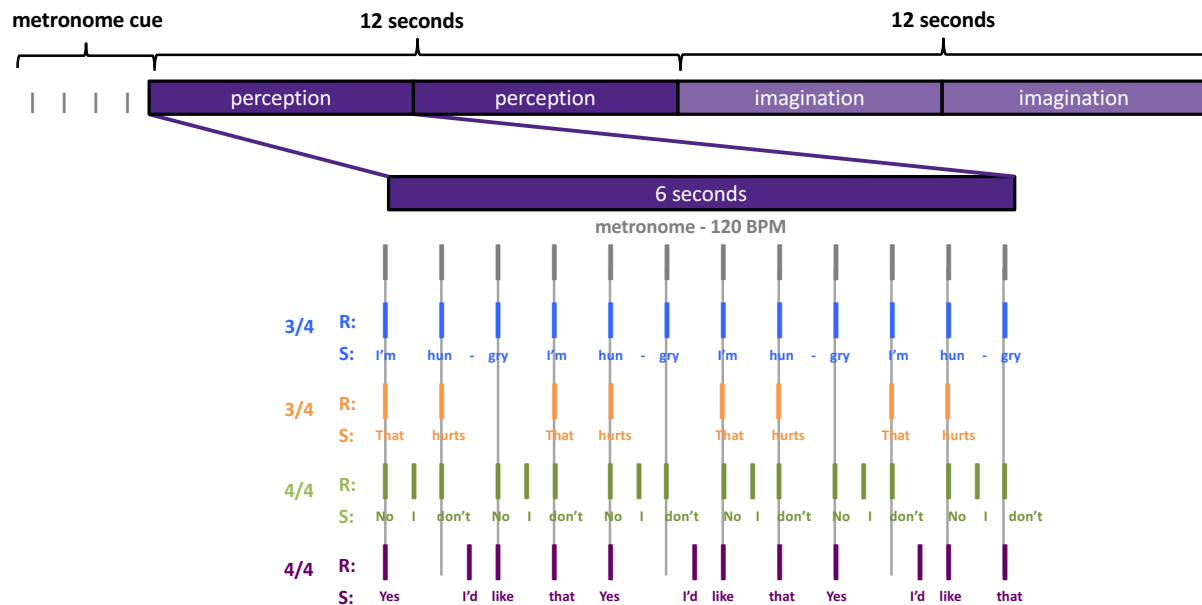 metronome cue 12 seconds 12 seconds
perception perception imagination imagination
6 seconds
metronome - 120 BPM
3/4 R:
S: I'm hun - gry I'm hun - gry I'm hun - gry I'm hun - gry
3/4 R:
S: That hurts That hurts That hurts That hurts
4/4 R:
S: No I don't No I don't No I don't No I don't No I don't No I don't
4/4 R:
S: Yes I'd like that Yes I'd like that Yes I'd like that